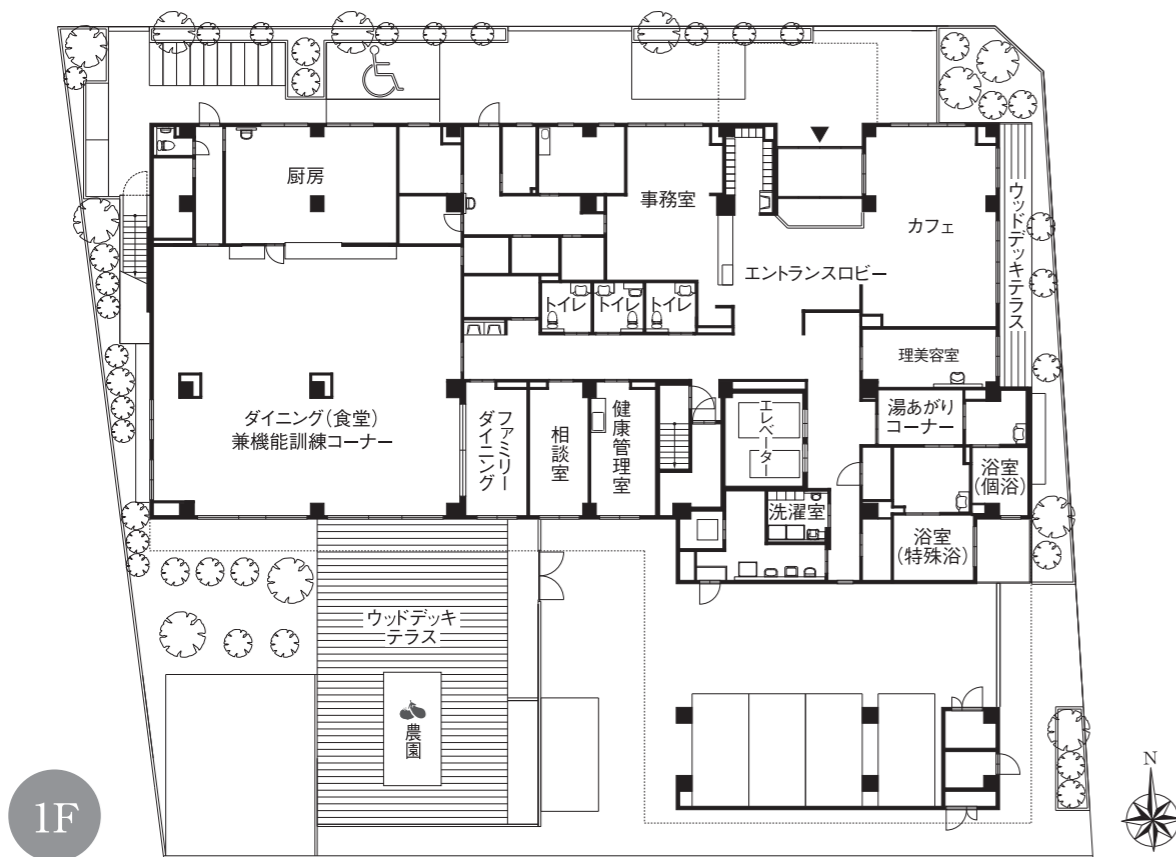 厨房
事務室
カフェ
ウッドデッキテラス
エントランスロビー
トイレ
トイレ
トイレ
理美容室
湯あがり
コーナー
ダイニング(食堂)
兼機能訓練コーナー
ファミリー
ダイニング
相談室
健康管理室
エレベーター
洗濯室
浴室
(個浴)
浴室
(特殊浴)
ウッドデッキ
テラス
農園
1F
N